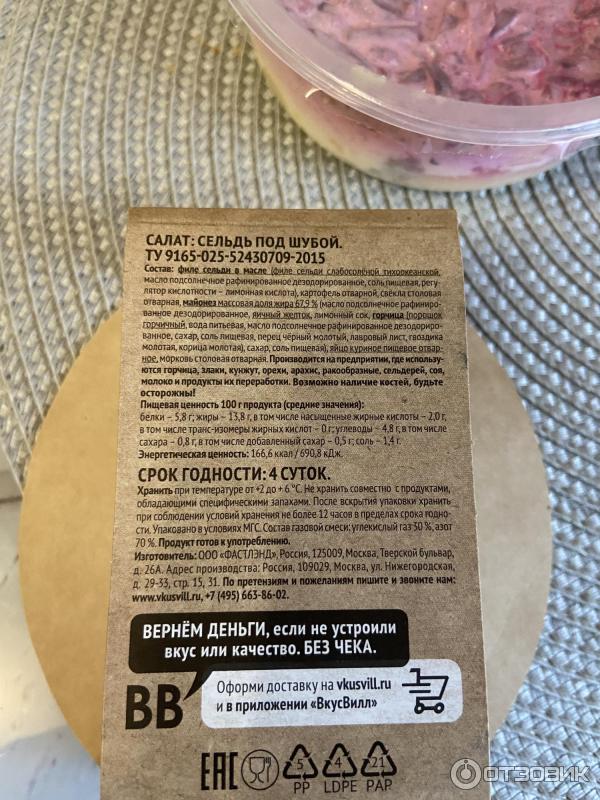 САЛАТ: СЕЛЬДЬ ПОД ШУБОЙ.
ТУ 9165-025-52430709-2015
Состав: филе сельди в масле (филе сельди слабосольной тихоокеанской,
масло подсолнечное рафинированное дезодорированное, соль пищевая, регу-
лятор кислотности – лимонная кислота), картофель отварной, свёкла столовая
отварная, майонез массовая доля жира 67,9 % (масло подсолнечное рафиниро-
ванное дезодорированное, яичный желток, лимонный сок, горчица (порошок
горчичный, вода питьевая, масло подсолнечное рафинированное дезодориро-
ванное, сахар, соль пищевая, перец чёрный молотый, лавровый лист, гвоздика
молотая, корица молотая), сахар, соль пищевая), яйцо куриное пищевое отвар-
ное, морковь столовая отварная. Произведено на предприятии, где использу-
ются горчица, злаки, кунжут, орехи, арахис, ракообразные, сельдерей, соя,
молоко и продукты их переработки. Возможно наличие костей, будьте
осторожны!
Пищевая ценность 100 г продукта (средние значения):
белки – 5,8 г; жиры – 13,8 г, в том числе насыщенные жирные кислоты – 2,0 г,
в том числе транс-изомеры жирных кислот – 0 г; углеводы – 4,8 г, в том числе
сахара – 0,8 г, в том числе добавленный сахар – 0,5 г; соль – 1,4 г.
Энергетическая ценность: 166,6 ккал / 690,8 кДж.
СРОК ГОДНОСТИ: 4 СУТОК.
Хранить при температуре от +2 до + 6 °С. Не хранить совместно с продуктами,
обладающими специфическими запахами. После вскрытия упаковки хранить
при соблюдении условий хранения не более 12 часов в пределах срока годно-
сти. Упаковано в условиях МГС. Состав газовой смеси: углекислый газ 30 %, азот
70 %. Продукт готов к употреблению.
Изготовитель: ООО «ФАСТЛЭНД», Россия, 125009, Москва, Тверской бульвар,
д. 26А. Адрес производства: Россия, 109029, Москва, ул. Нижегородская,
д. 29-33, стр. 15, 31. По претензиям и пожеланиям пишите и звоните нам:
www.vkusvill.ru, +7 (495) 663-86-02.
ВЕРНЁМ ДЕНЬГИ, если не устроили
вкус или качество. БЕЗ ЧЕКА.
ВВ
Оформи доставку на vkusvill.ru
и в приложении «ВкусВилл»
ЕАС
5 4 21
PP LDPE PAP
ОТЗОВИК